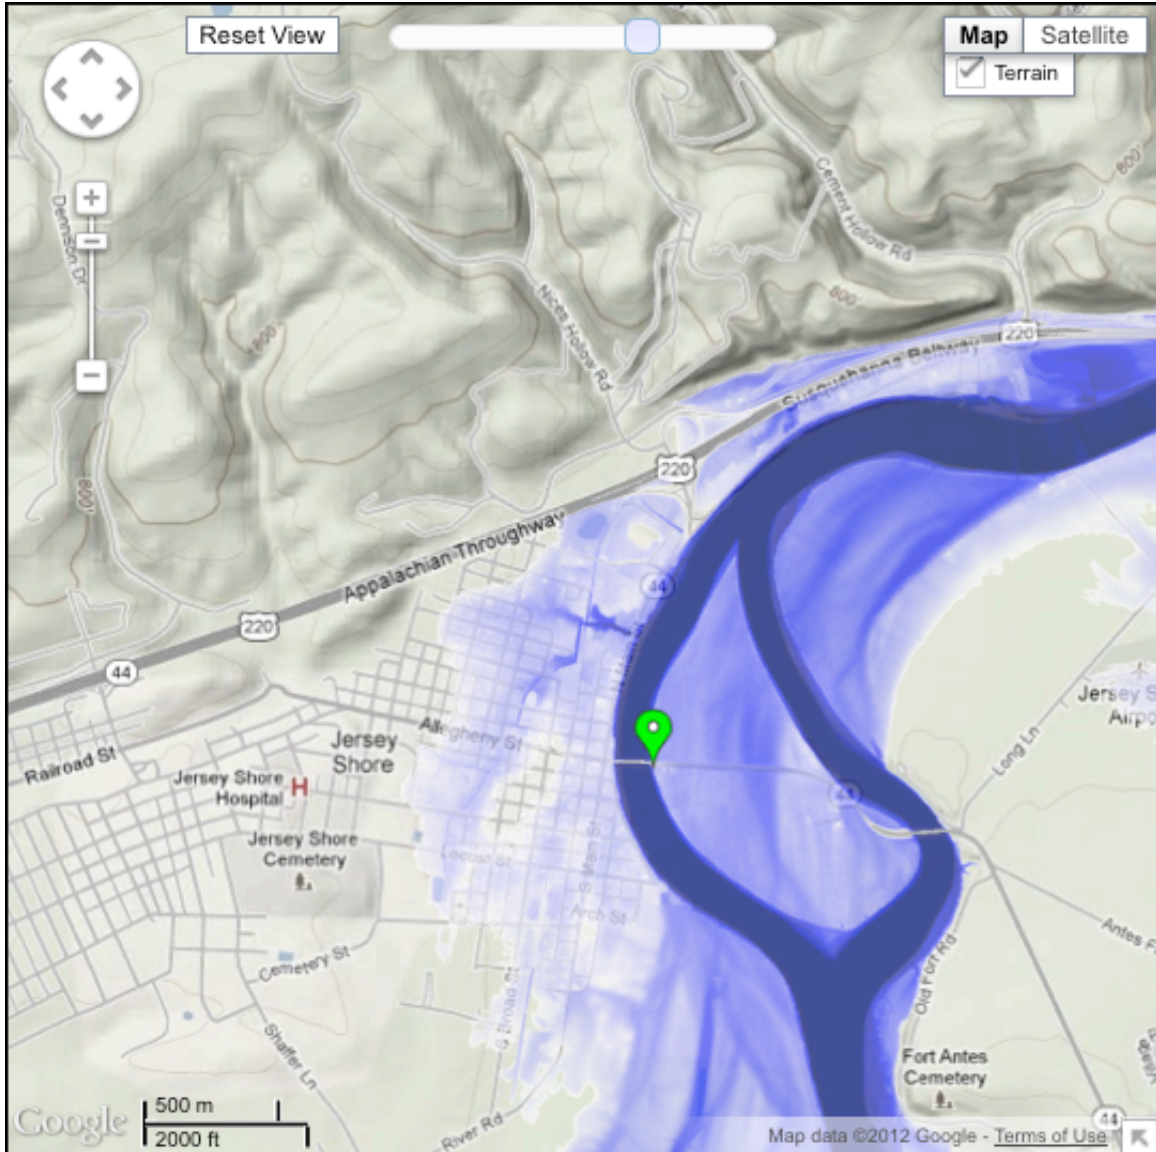 Reset View
Map
Satellite
Terrain
Dennison Dr
Cement Hollow Rd
800'
800'
Nices Hollow Rd
800'
220
Susquehanna Beltway
220
800'
Appalachian Throughway
44
220
44
Allegheny St
Jersey
Shore
Railroad St
Jersey Shore
Hospital
H
Jersey S
Airpo
Long Ln
44
Jersey Shore
Cemetery
Locust St
S Main St
Arch St
Antes F
Cemetery St
Old Fort Rd
S Broad St
Shaffer Ln
Fort Antes
Cemetery
44
River Rd
Google
500 m
2000 ft
Map data ©2012 Google - Terms of Use